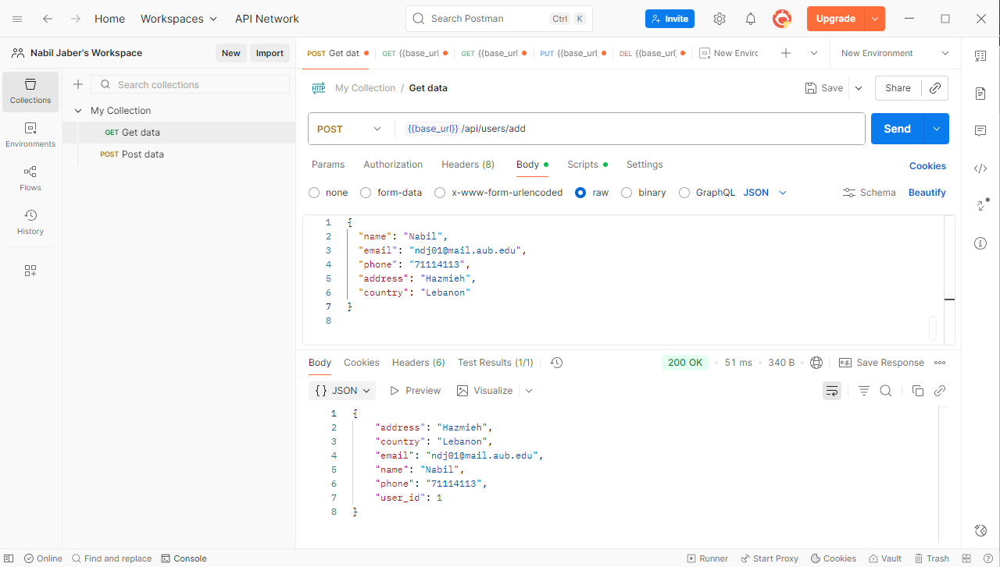 Home Workspaces API Network Search Postman Ctrl K Invite Upgrade
Nabil Jaber's Workspace New Import POST Get dat GET {{base_url GET {{base_url PUT {{base_url DEL {{base_url New Enviro New Environment
Collections
Search collections
My Collection
GET Get data
POST Post data
Environments
Flows
History
HTTP My Collection / Get data Save Share
POST {{base_url}} /api/users/add Send
Params Authorization Headers (8) Body Scripts Settings Cookies
none form-data x-www-form-urlencoded raw binary GraphQL JSON Schema Beautify
1 {
2 "name": "Nabil",
3 "email": "ndj01@mail.aub.edu",
4 "phone": "71114113",
5 "address": "Hazmieh",
6 "country": "Lebanon"
7 }
8
Body Cookies Headers (6) Test Results (1/1) 200 OK 51 ms 340 B e.g. Save Response
{} JSON Preview Visualize
1 {
2 "address": "Hazmieh",
3 "country": "Lebanon",
4 "email": "ndj01@mail.aub.edu",
5 "name": "Nabil",
6 "phone": "71114113",
7 "user_id": 1
8 }
Online Find and replace Console Runner Start Proxy Cookies Vault Trash